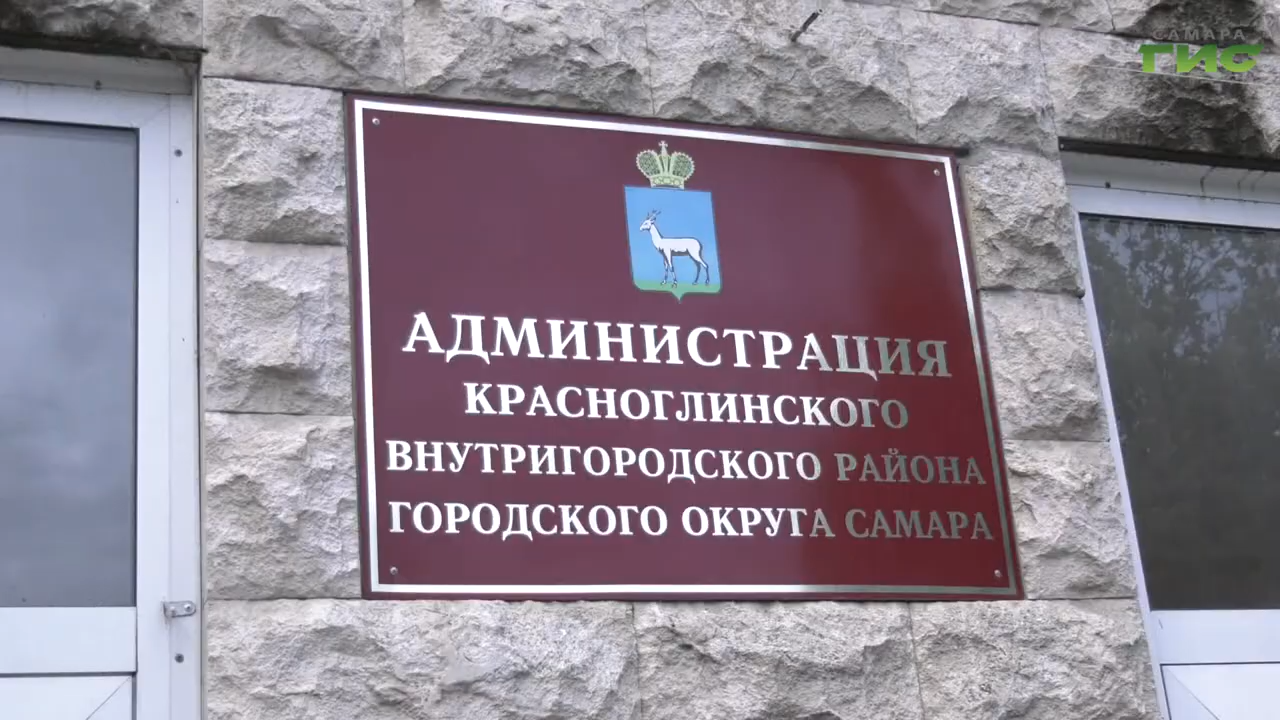 САМАРА
ГИС
АДМИНИСТРАЦИЯ
КРАСНОГЛИНСКОГО
ВНУТРИГОРОДСКОГО РАЙОНА
ГОРОДСКОГО ОКРУГА САМАРА